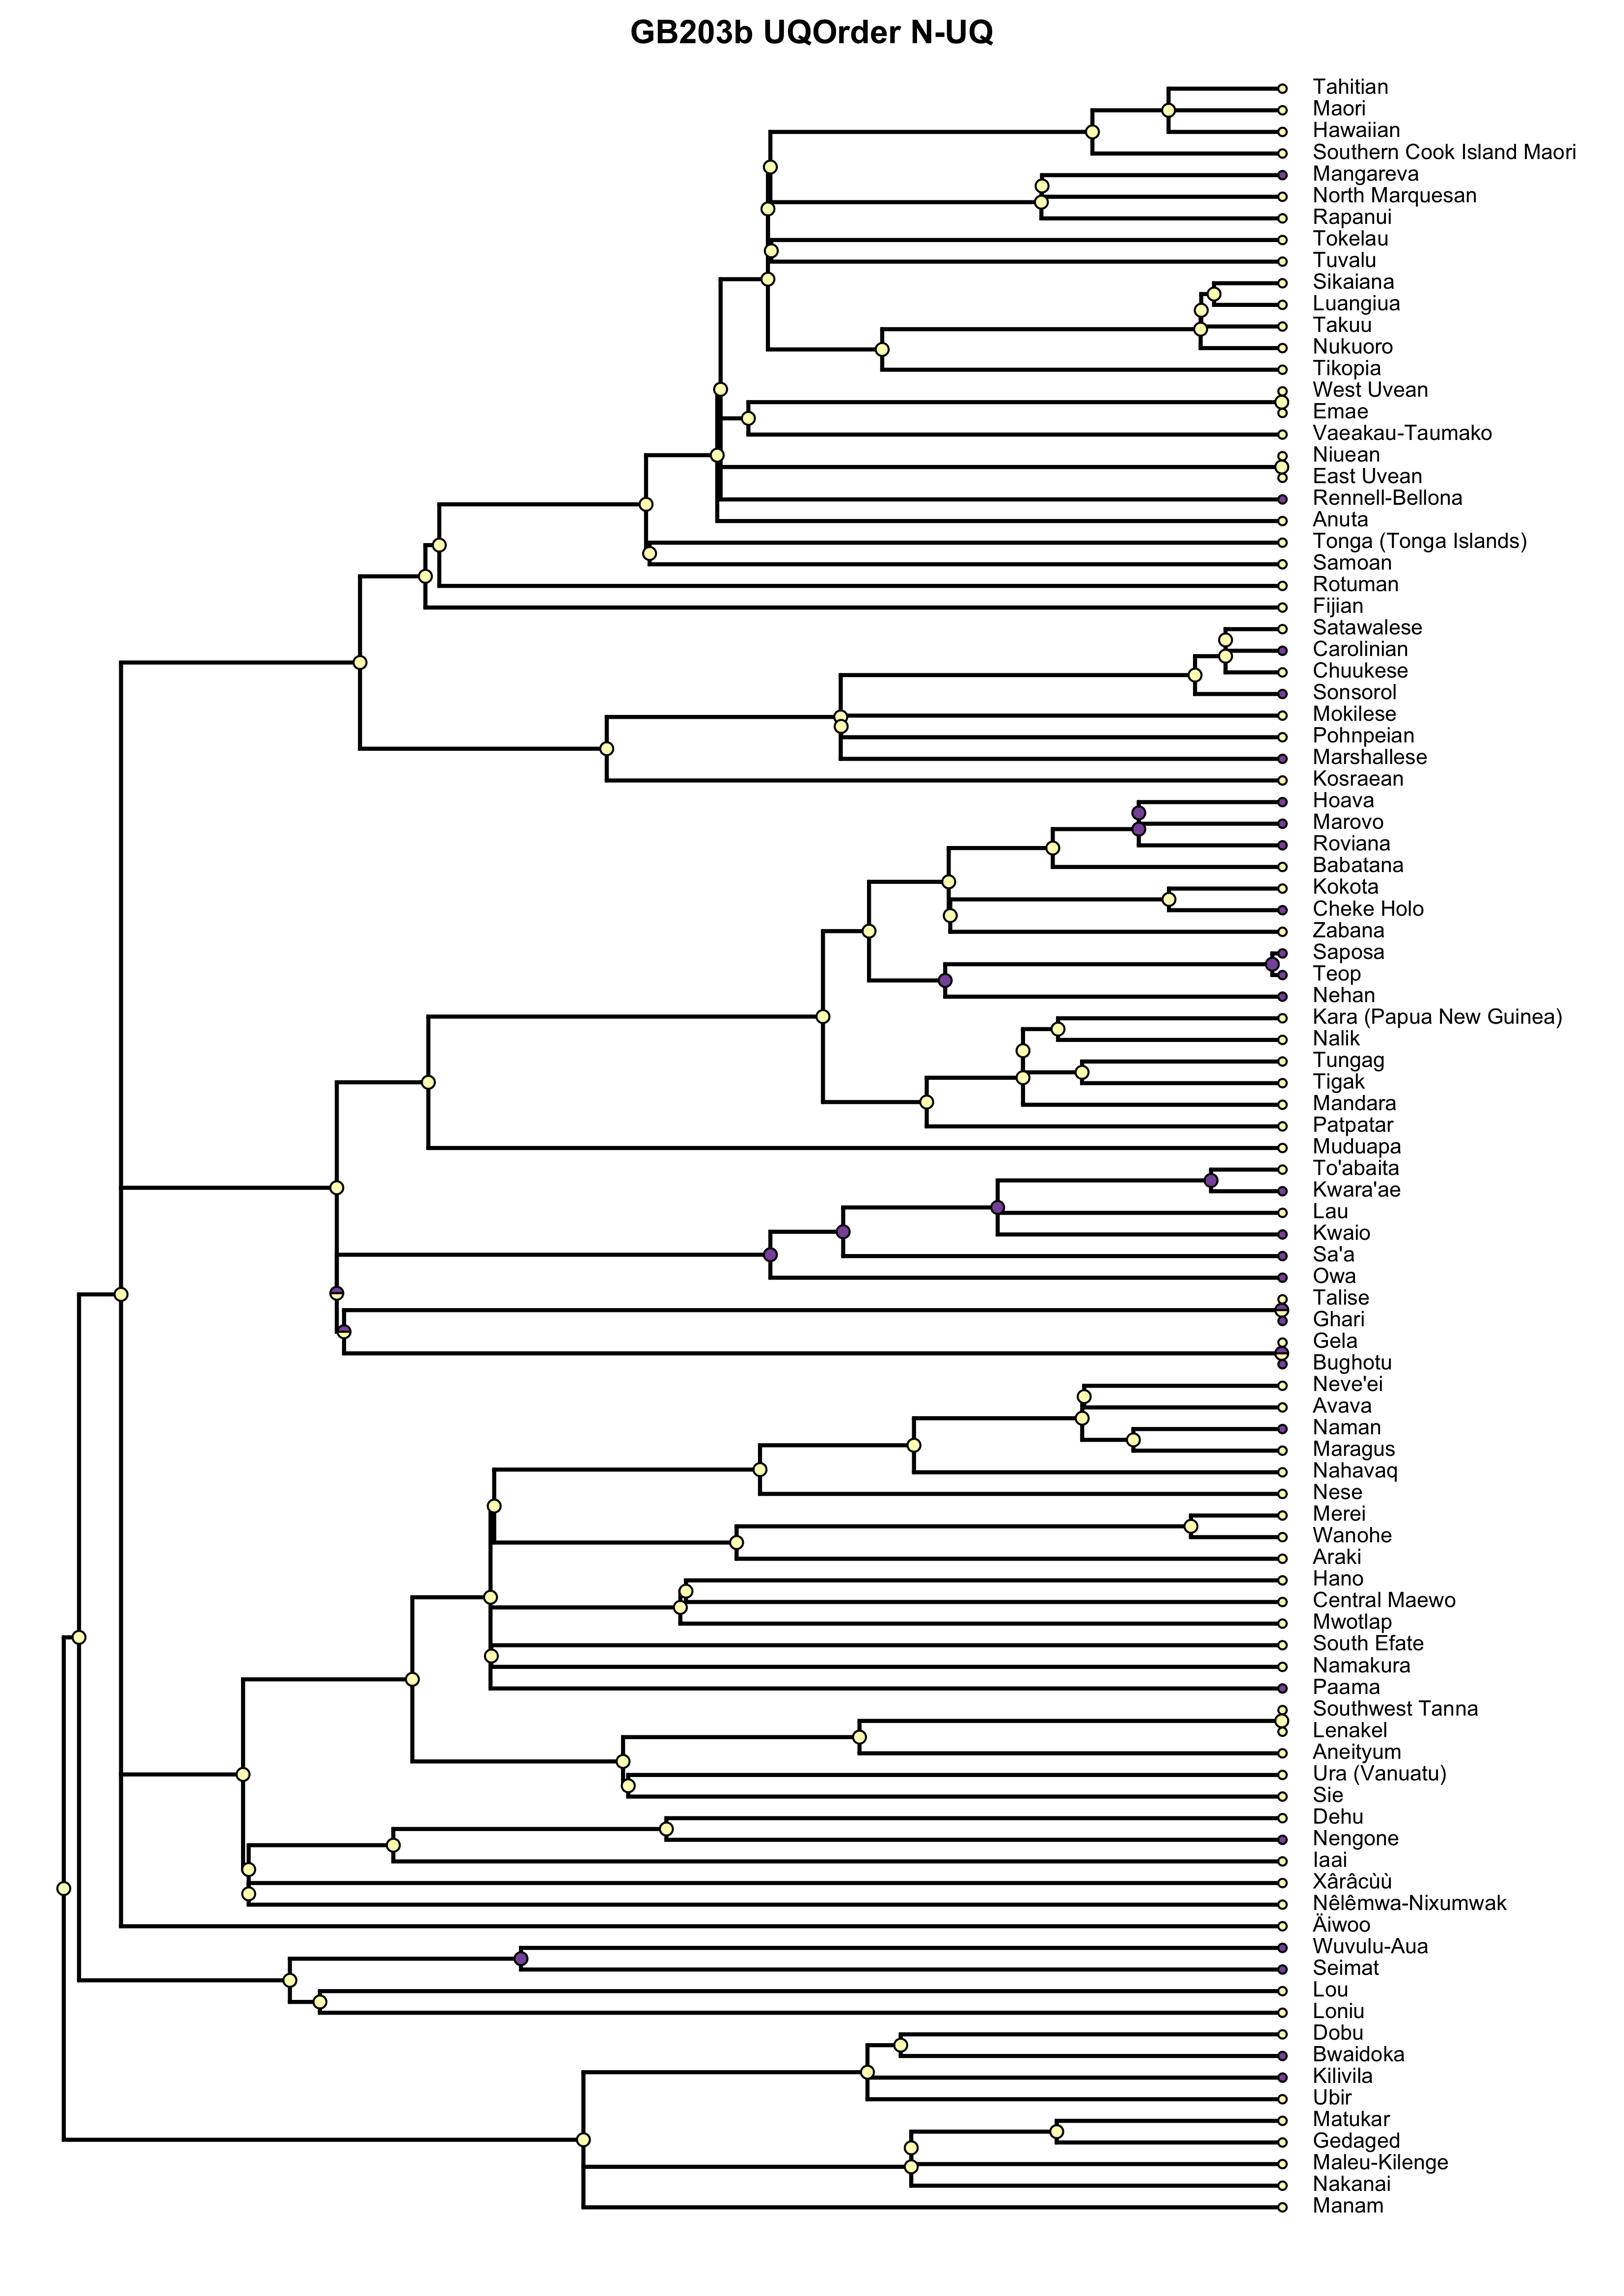 GB203b UQOrder N-UQ
Tahitian
Maori
Hawaiian
Southern Cook Island Maori
Mangareva
North Marquesan
Rapanui
Tokelau
Tuvalu
Sikaiana
Luangiua
Takuu
Nukuoro
Tikopia
West Uvean
Emae
Vaeakau-Taumako
Niuean
East Uvean
Rennell-Bellona
Anuta
Tonga (Tonga Islands)
Samoan
Rotuman
Fijian
Satawalese
Carolinian
Chuukese
Sonsorol
Mokilese
Pohnpeian
Marshallese
Kosraean
Hoava
Marovo
Roviana
Babatana
Kokota
Cheke Holo
Zabana
Saposa
Teop
Nehan
Kara (Papua New Guinea)
Nalik
Tungag
Tigak
Mandara
Patpatar
Muduapa
To'abaita
Kwara'ae
Lau
Kwaio
Sa'a
Owa
Talise
Ghari
Gela
Bughotu
Neve'ei
Avava
Naman
Maragus
Nahavaq
Nese
Merei
Wanohe
Araki
Hano
Central Maewo
Mwotlap
South Efate
Namakura
Paama
Southwest Tanna
Lenakel
Aneityum
Ura (Vanuatu)
Sie
Dehu
Nengone
Iaai
Xârâcùù
Nêlêmwa-Nixumwak
Äiwoo
Wuvulu-Aua
Seimat
Lou
Loniu
Dobu
Bwaidoka
Kilivila
Ubir
Matukar
Gedaged
Maleu-Kilenge
Nakanai
Manam